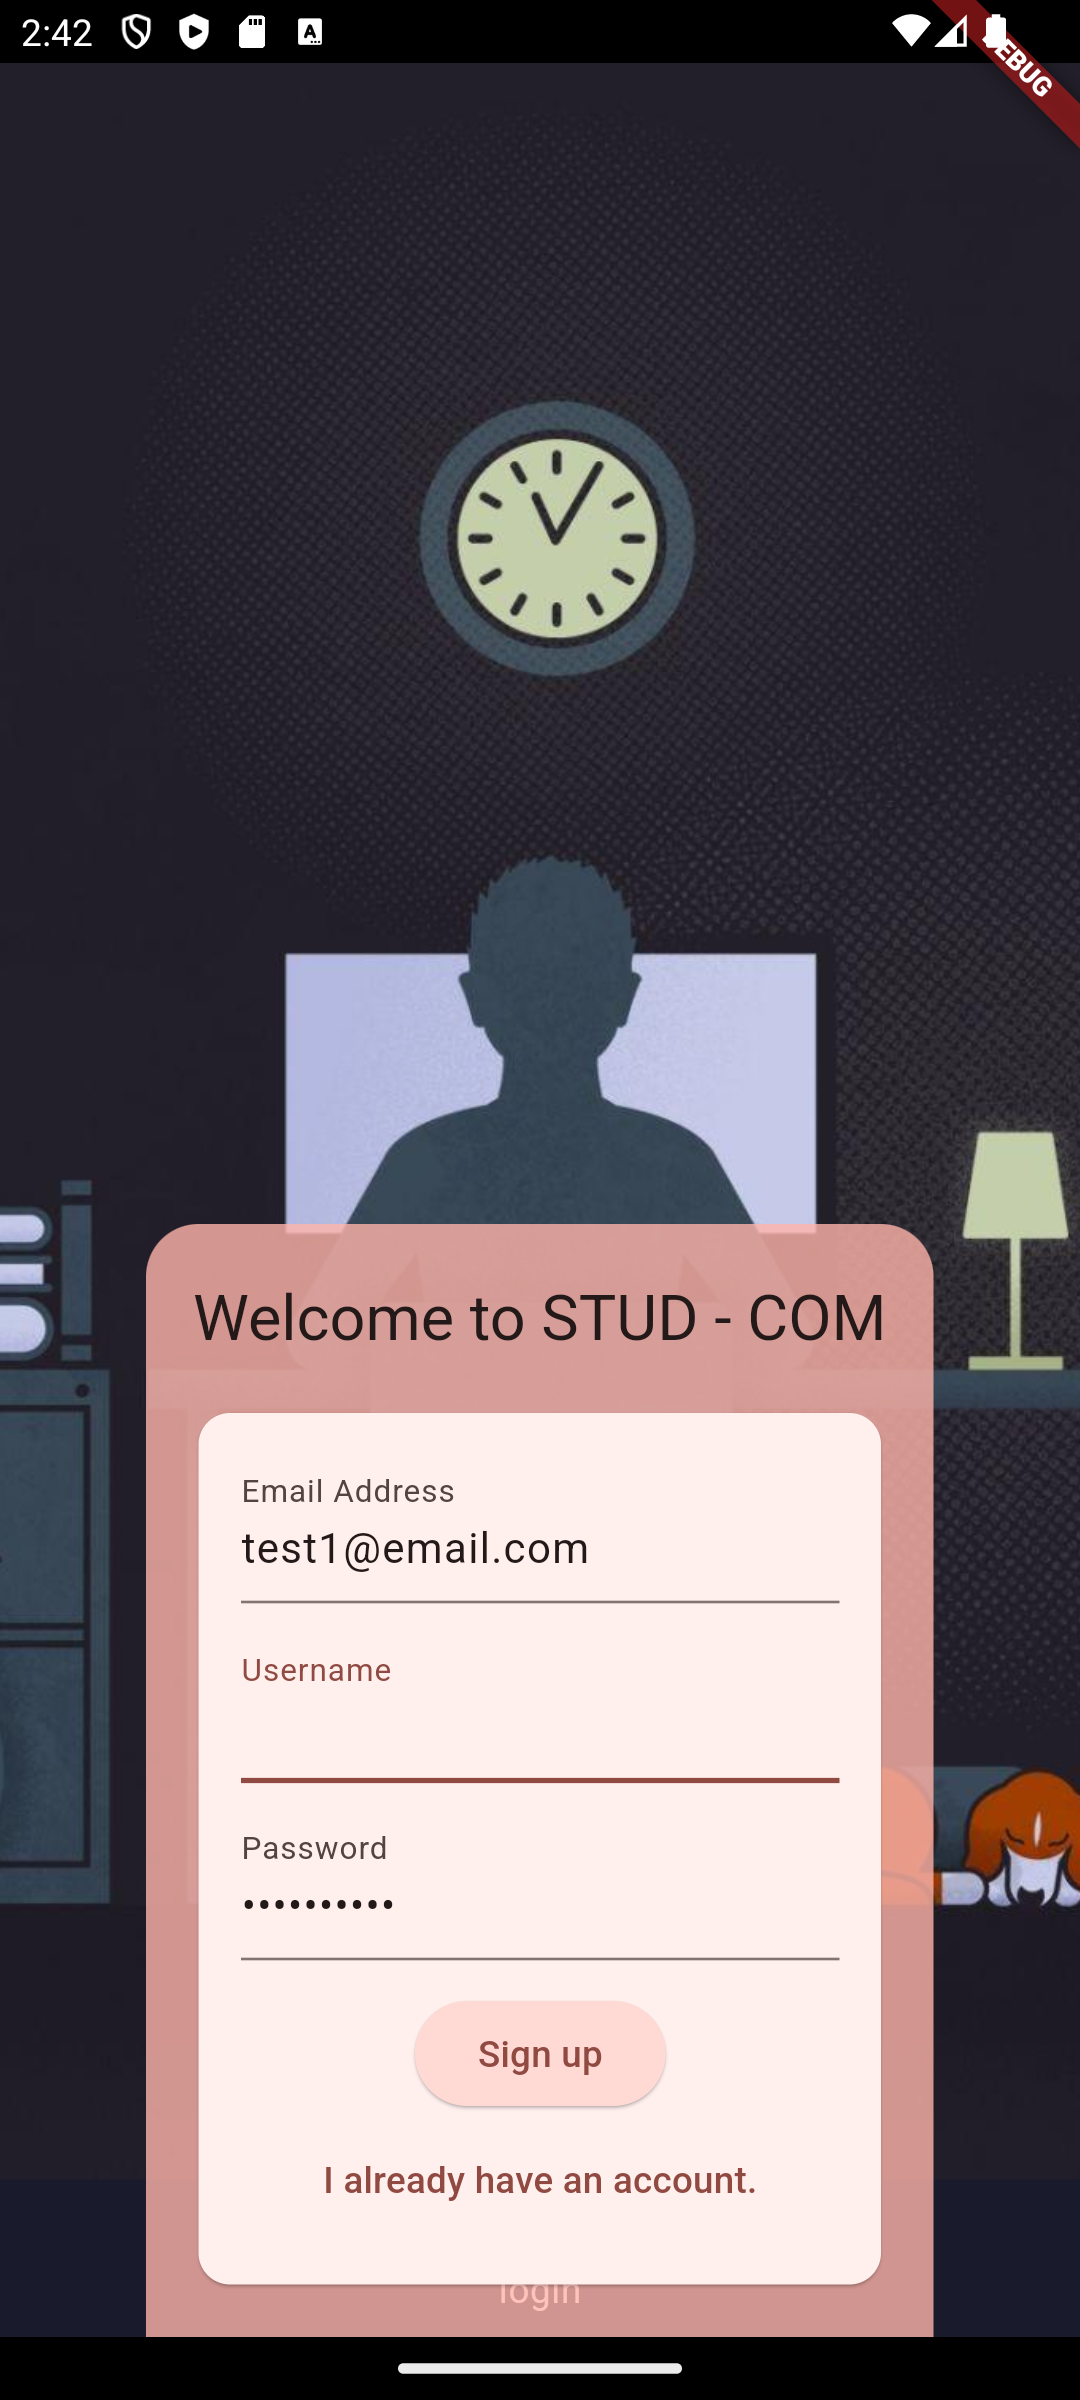 2:42
DEBUG
Welcome to STUD - COM
Email Address
test1@email.com
Username
Password
••••••••••
Sign up
I already have an account.
login